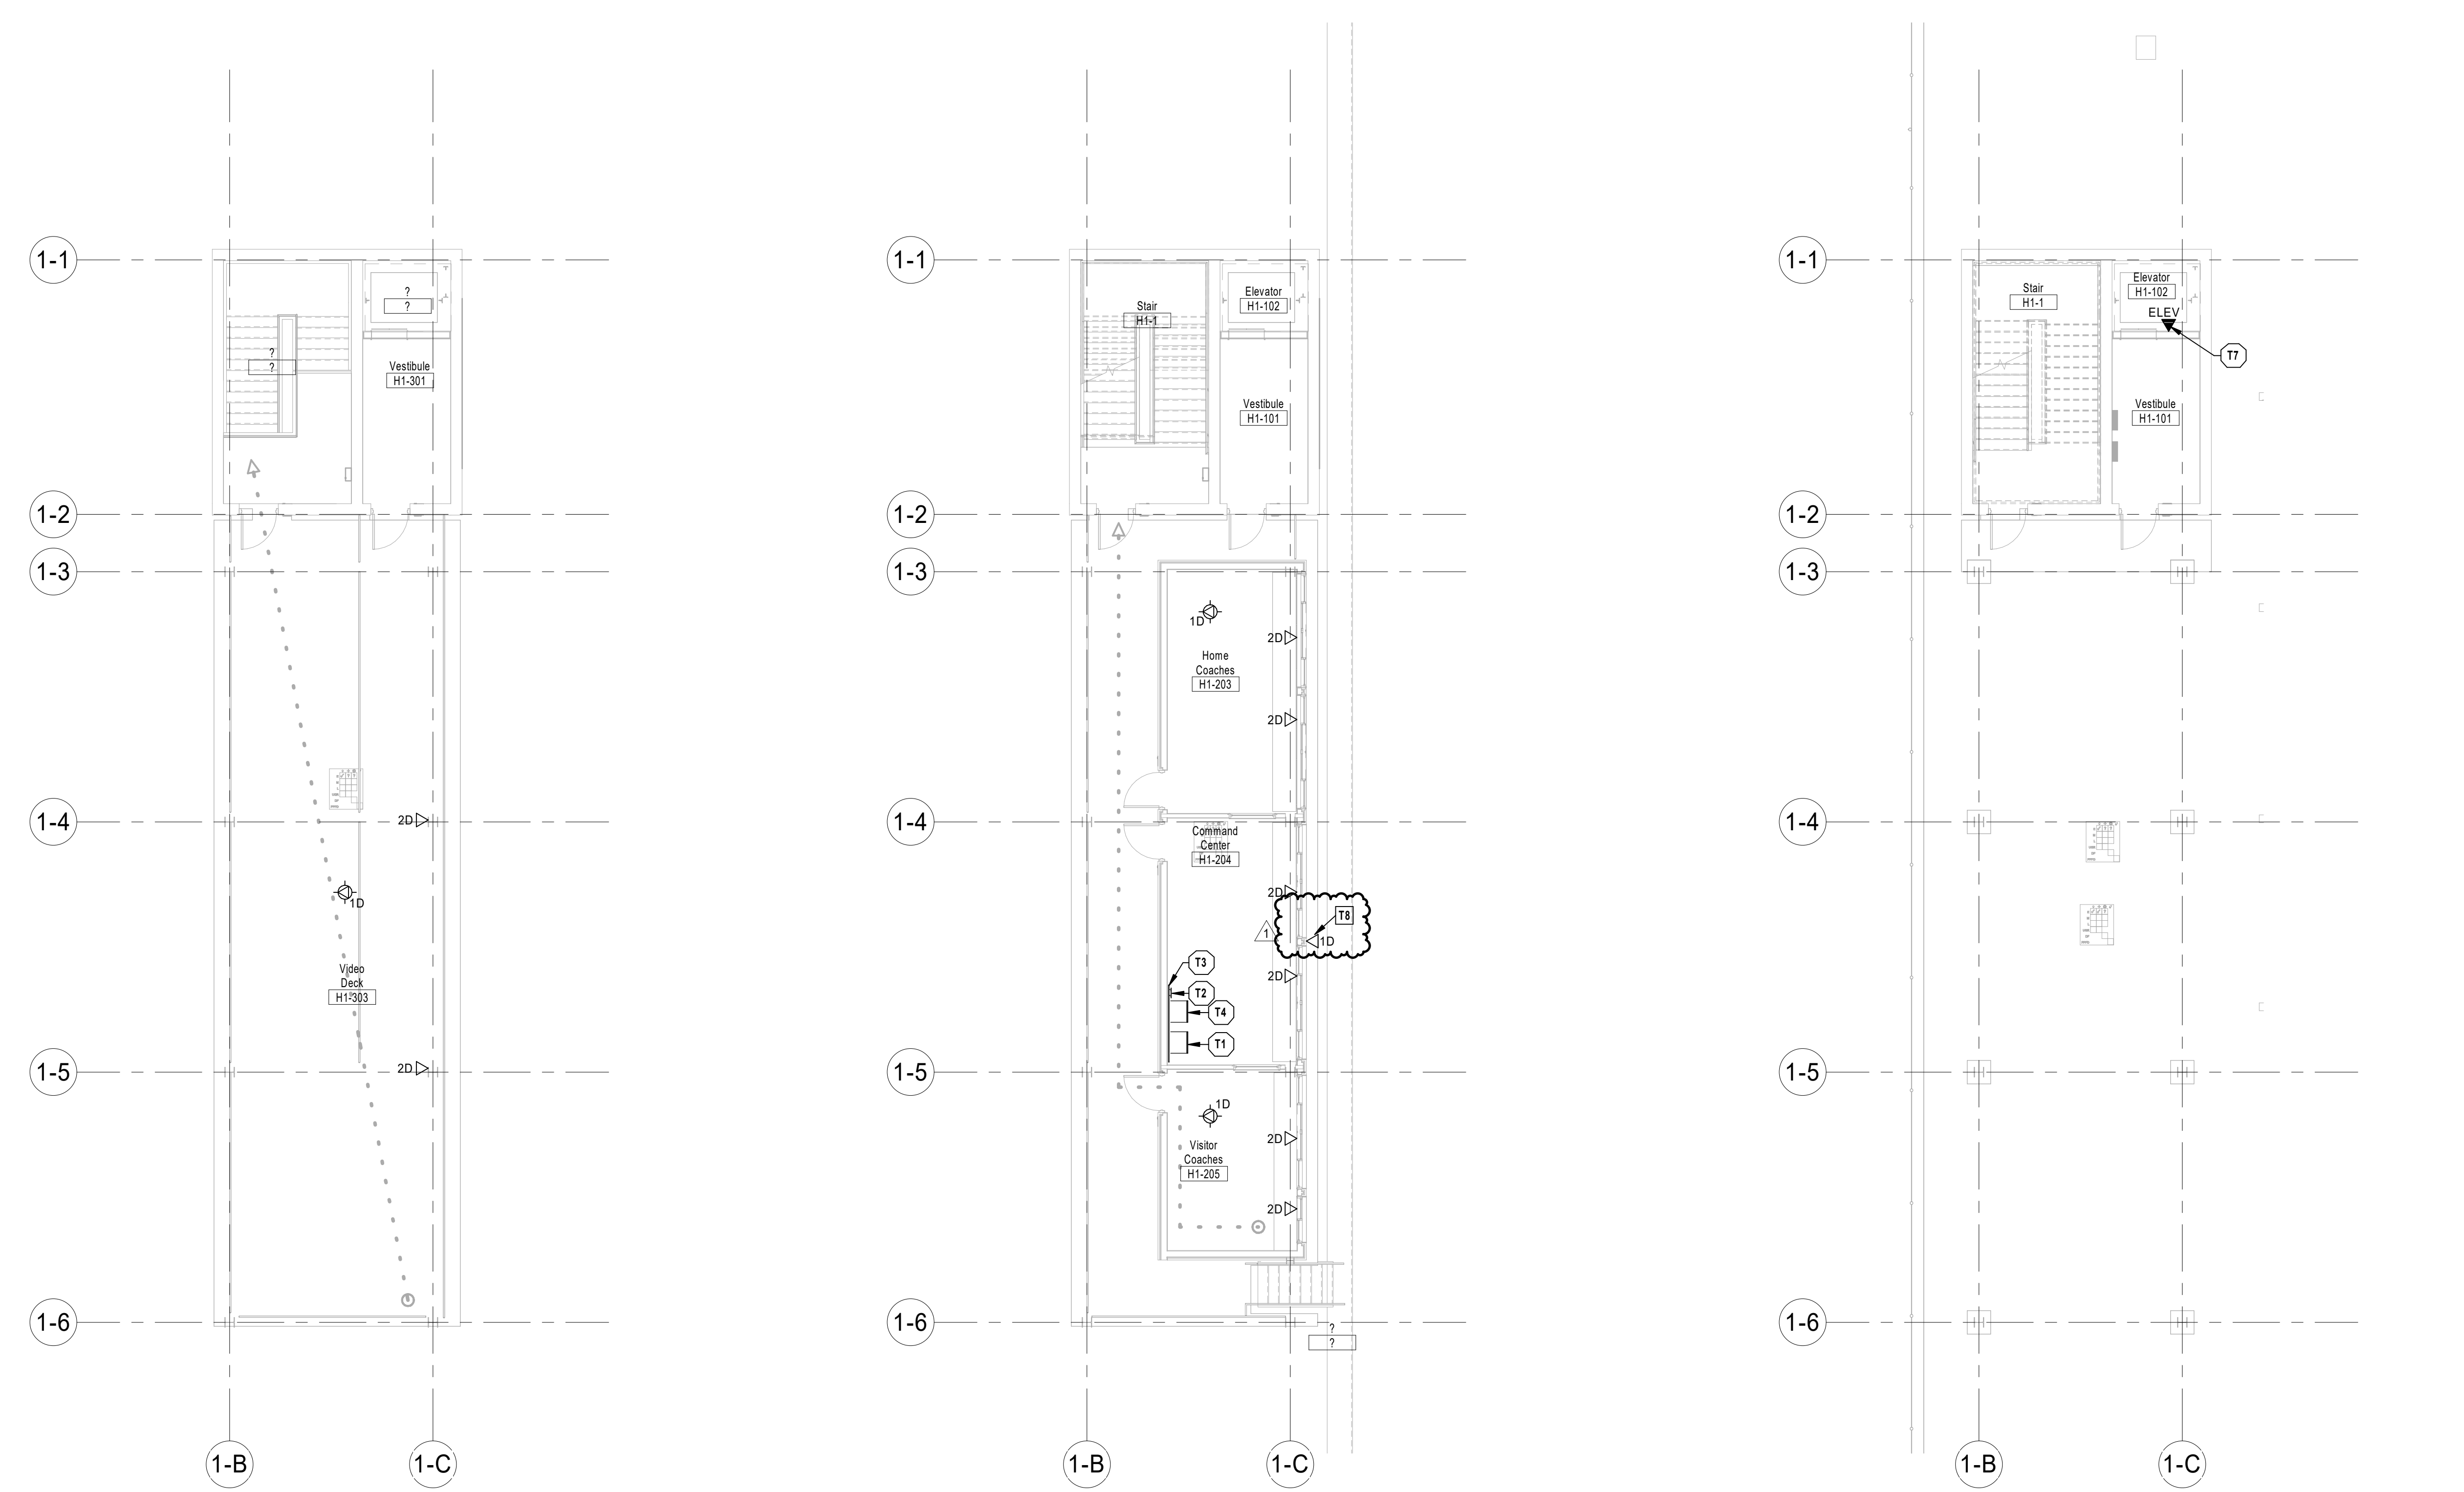 1-1
?
?
?
?
Vestibule
H1-301
1-2
1-3
1-4
2D
1D
Video
Deck
H1-303
1-5
2D
1-6
1-B
1-C
1-1
Stair
H1-1
Elevator
H1-102
Vestibule
H1-101
1-2
1-3
1D
2D
Home
Coaches
H1-203
2D
1-4
Command
Center
H1-204
2D
T8
1
1D
T3
2D
T2
T4
T1
1-5
1D
2D
Visitor
Coaches
H1-205
2D
1-6
?
?
1-B
1-C
1-1
Stair
H1-1
Elevator
H1-102
ELEV
T7
Vestibule
H1-101
1-2
1-3
1-4
1-5
1-6
1-B
1-C